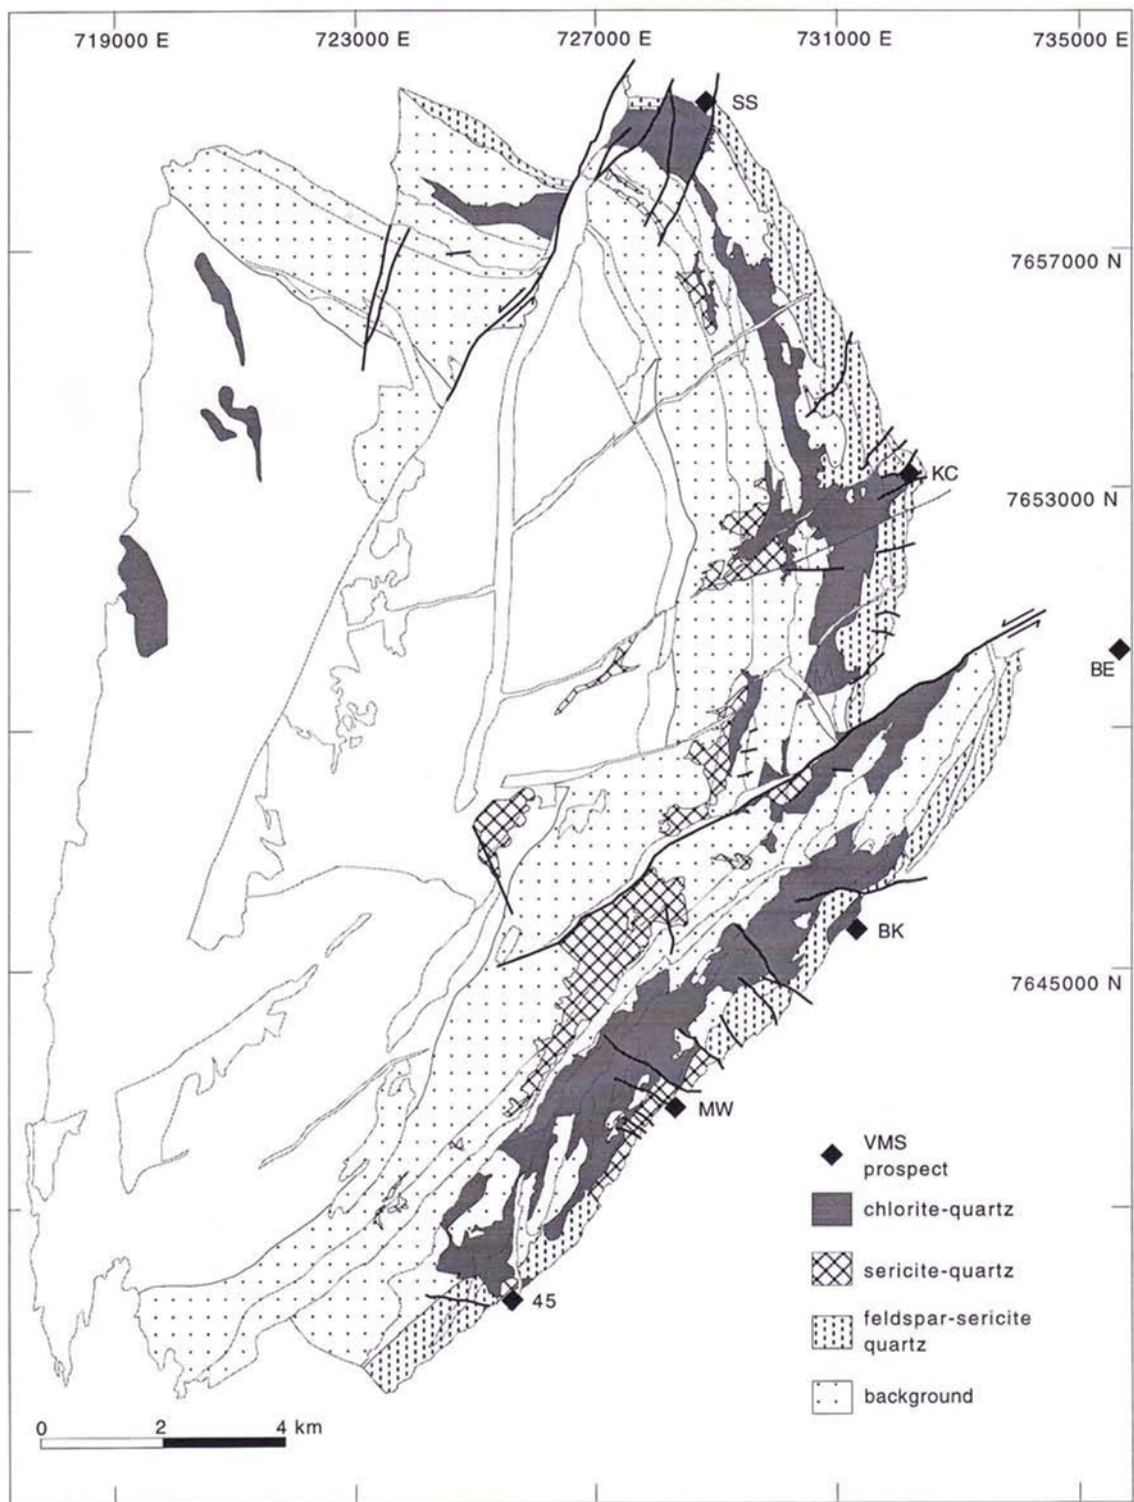 719000 E
723000 E
727000 E
731000 E
735000 E
SS
7657000 N
KC
7653000 N
BE
BK
7645000 N
MW
VMS
prospect
chlorite-quartz
sericite-quartz
45
feldspar-sericite
quartz
background
0
2
4 km